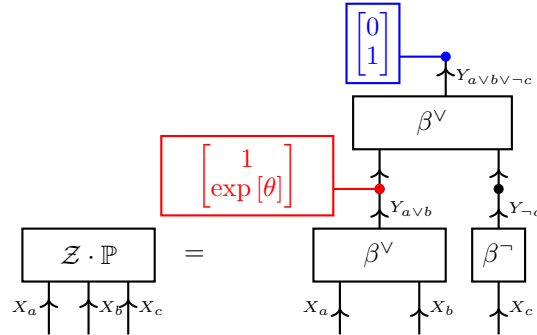 [0
1]
Y_{a∨b∨¬c}
β^∨
[1
exp [θ]]
Y_{a∨b}
Y_{¬c}
𝒵 · ℙ
=
β^∨
β^¬
X_a
X_b
X_c
X_a
X_b
X_c